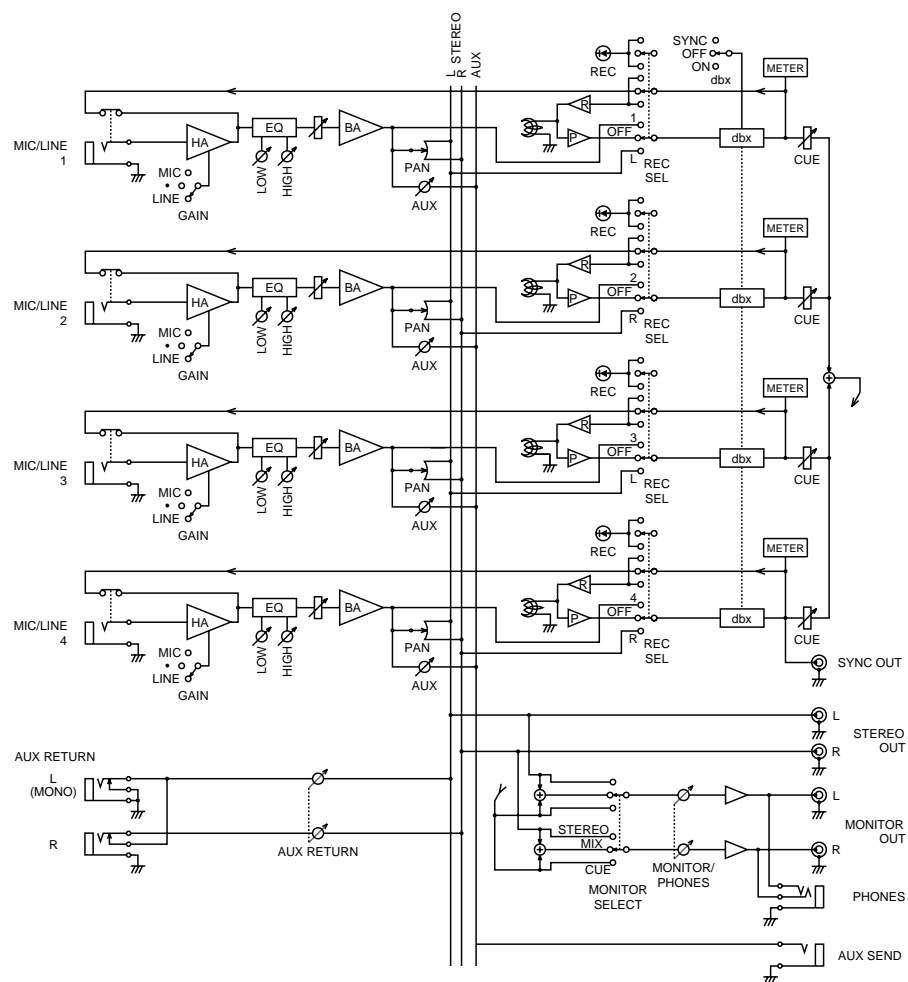 L
R STEREO
AUX
SYNC
OFF
ON
dbx
REC
METER
R
MIC/LINE
1
HA
EQ
BA
P
1
OFF
L
dbx
CUE
PAN
REC
SEL
MIC
LINE
GAIN
LOW
HIGH
AUX
REC
METER
R
MIC/LINE
2
HA
EQ
BA
P
2
OFF
R
dbx
CUE
PAN
REC
SEL
MIC
LINE
GAIN
LOW
HIGH
AUX
REC
METER
R
MIC/LINE
3
HA
EQ
BA
P
3
OFF
L
dbx
CUE
PAN
REC
SEL
MIC
LINE
GAIN
LOW
HIGH
AUX
REC
METER
R
MIC/LINE
4
HA
EQ
BA
P
4
OFF
R
dbx
CUE
PAN
REC
SEL
MIC
LINE
GAIN
LOW
HIGH
AUX
SYNC OUT
L
STEREO
OUT
R
AUX RETURN
L
(MONO)
R
AUX RETURN
STEREO
MIX
CUE
MONITOR
SELECT
MONITOR/
PHONES
L
MONITOR
OUT
R
PHONES
AUX SEND